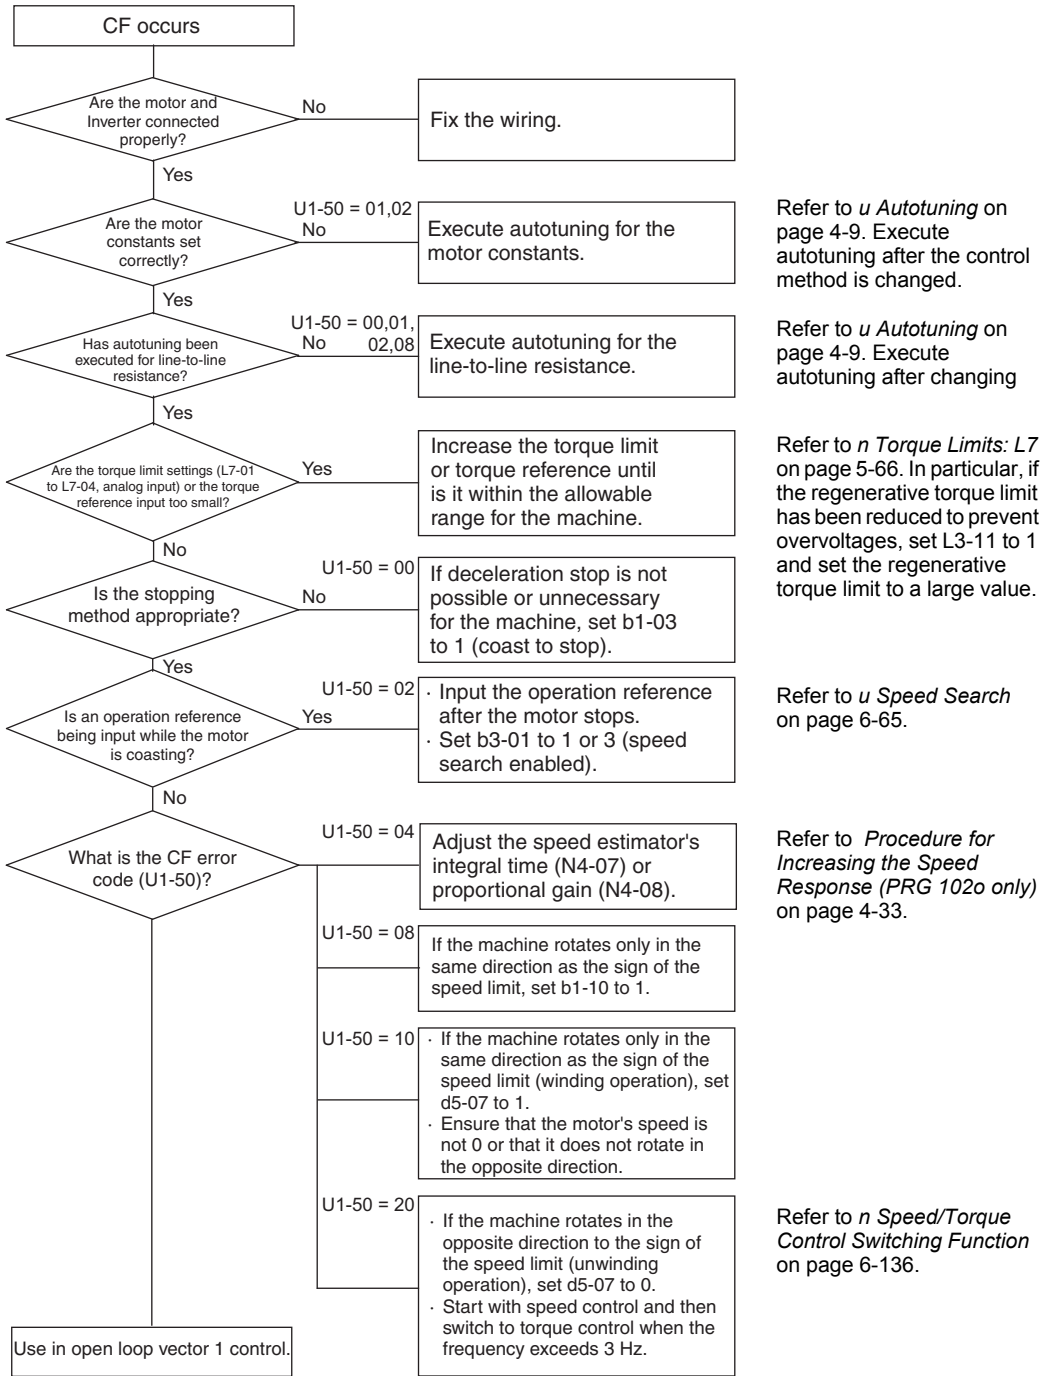 CF occurs
Are the motor and
Inverter connected
properly?
No
Fix the wiring.
Yes
Are the motor
constants set
correctly?
U1-50 = 01,02
No
Execute autotuning for the
motor constants.
Refer to u Autotuning on
page 4-9. Execute
autotuning after the control
method is changed.
Yes
Has autotuning been
executed for line-to-line
resistance?
U1-50 = 00,01,
No 02,08
Execute autotuning for the
line-to-line resistance.
Refer to u Autotuning on
page 4-9. Execute
autotuning after changing
Yes
Are the torque limit settings (L7-01
to L7-04, analog input) or the torque
reference input too small?
Yes
Increase the torque limit
or torque reference until
is it within the allowable
range for the machine.
Refer to n Torque Limits: L7
on page 5-66. In particular, if
the regenerative torque limit
has been reduced to prevent
overvoltages, set L3-11 to 1
and set the regenerative
torque limit to a large value.
No
Is the stopping
method appropriate?
U1-50 = 00
No
If deceleration stop is not
possible or unnecessary
for the machine, set b1-03
to 1 (coast to stop).
Yes
Is an operation reference
being input while the motor
is coasting?
U1-50 = 02
Yes
· Input the operation reference
after the motor stops.
· Set b3-01 to 1 or 3 (speed
search enabled).
Refer to u Speed Search
on page 6-65.
No
What is the CF error
code (U1-50)?
U1-50 = 04
Adjust the speed estimator's
integral time (N4-07) or
proportional gain (N4-08).
Refer to Procedure for
Increasing the Speed
Response (PRG 102o only)
on page 4-33.
U1-50 = 08
If the machine rotates only in the
same direction as the sign of the
speed limit, set b1-10 to 1.
U1-50 = 10
· If the machine rotates only in the
same direction as the sign of the
speed limit (winding operation), set
d5-07 to 1.
· Ensure that the motor's speed is
not 0 or that it does not rotate in
the opposite direction.
U1-50 = 20
· If the machine rotates in the
opposite direction to the sign of
the speed limit (unwinding
operation), set d5-07 to 0.
· Start with speed control and then
switch to torque control when the
frequency exceeds 3 Hz.
Refer to n Speed/Torque
Control Switching Function
on page 6-136.
Use in open loop vector 1 control.